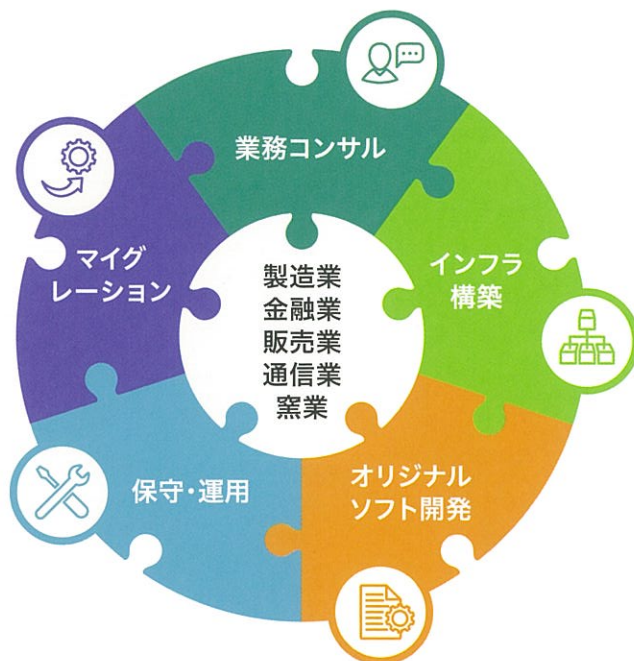 業務コンサル
マイグ
レーション
インフラ
構築
製造業
金融業
販売業
通信業
窯業
保守・運用
オリジナル
ソフト開発